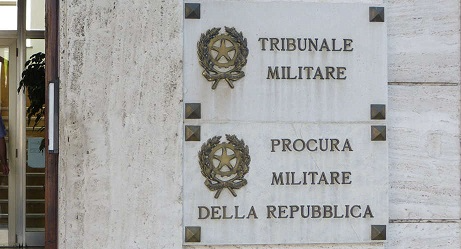 TRIBUNALE
MILITARE
PROCURA
MILITARE
DELLA REPUBBLICA